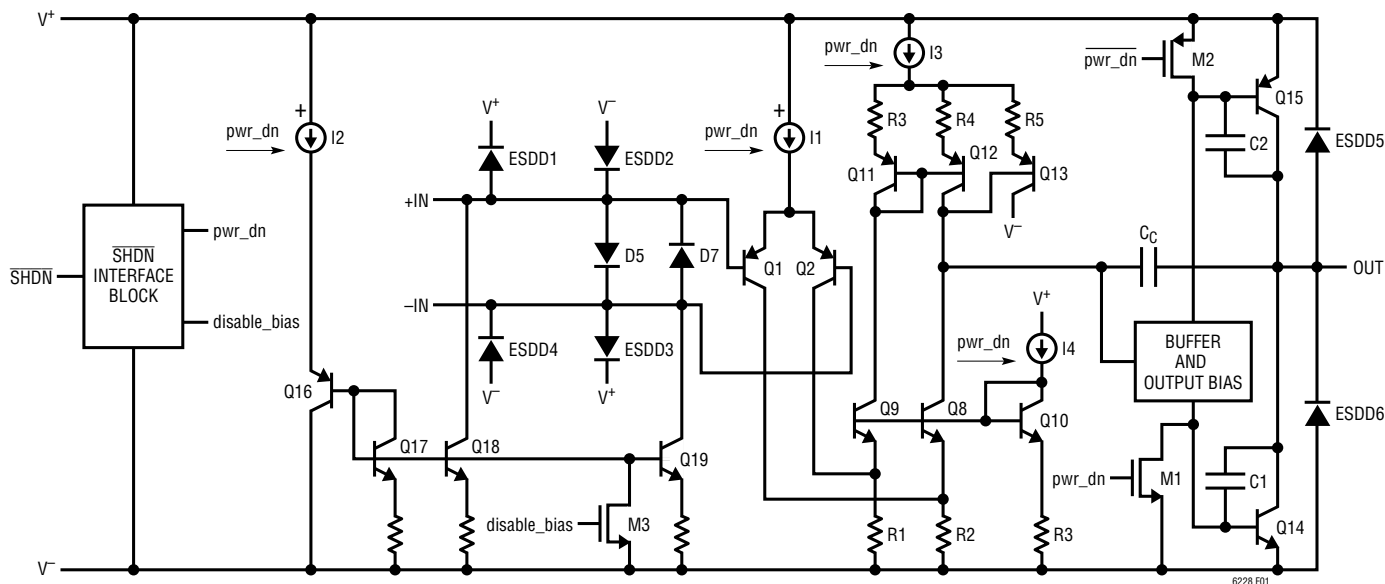 V+
pwr_dn
I3
pwr_dn
M2
Q15
V+
V−
+
+
R3
R4
R5
pwr_dn
I2
ESDD1
ESDD2
pwr_dn
I1
C2
ESDD5
Q11
Q12
Q13
+IN
V−
SHDN
INTERFACE
BLOCK
pwr_dn
D5
D7
Q1
Q2
CC
SHDN
OUT
−IN
V+
disable_bias
ESDD4
ESDD3
pwr_dn
I4
BUFFER
AND
OUTPUT BIAS
Q16
V−
V+
Q9
Q8
Q10
ESDD6
Q17
Q18
Q19
pwr_dn
M1
C1
disable_bias
M3
R1
R2
R3
Q14
V−
6228 F01